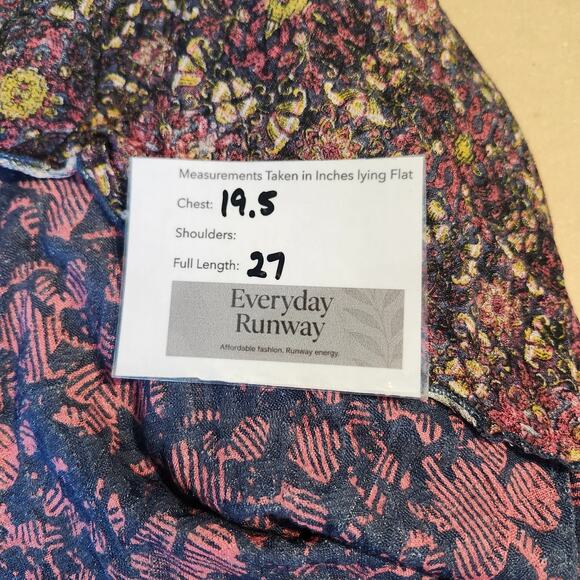 Measurements Taken in Inches lying Flat
Chest: 19.5
Shoulders:
Full Length: 27
Everyday
Runway
Affordable fashion. Runway energy.